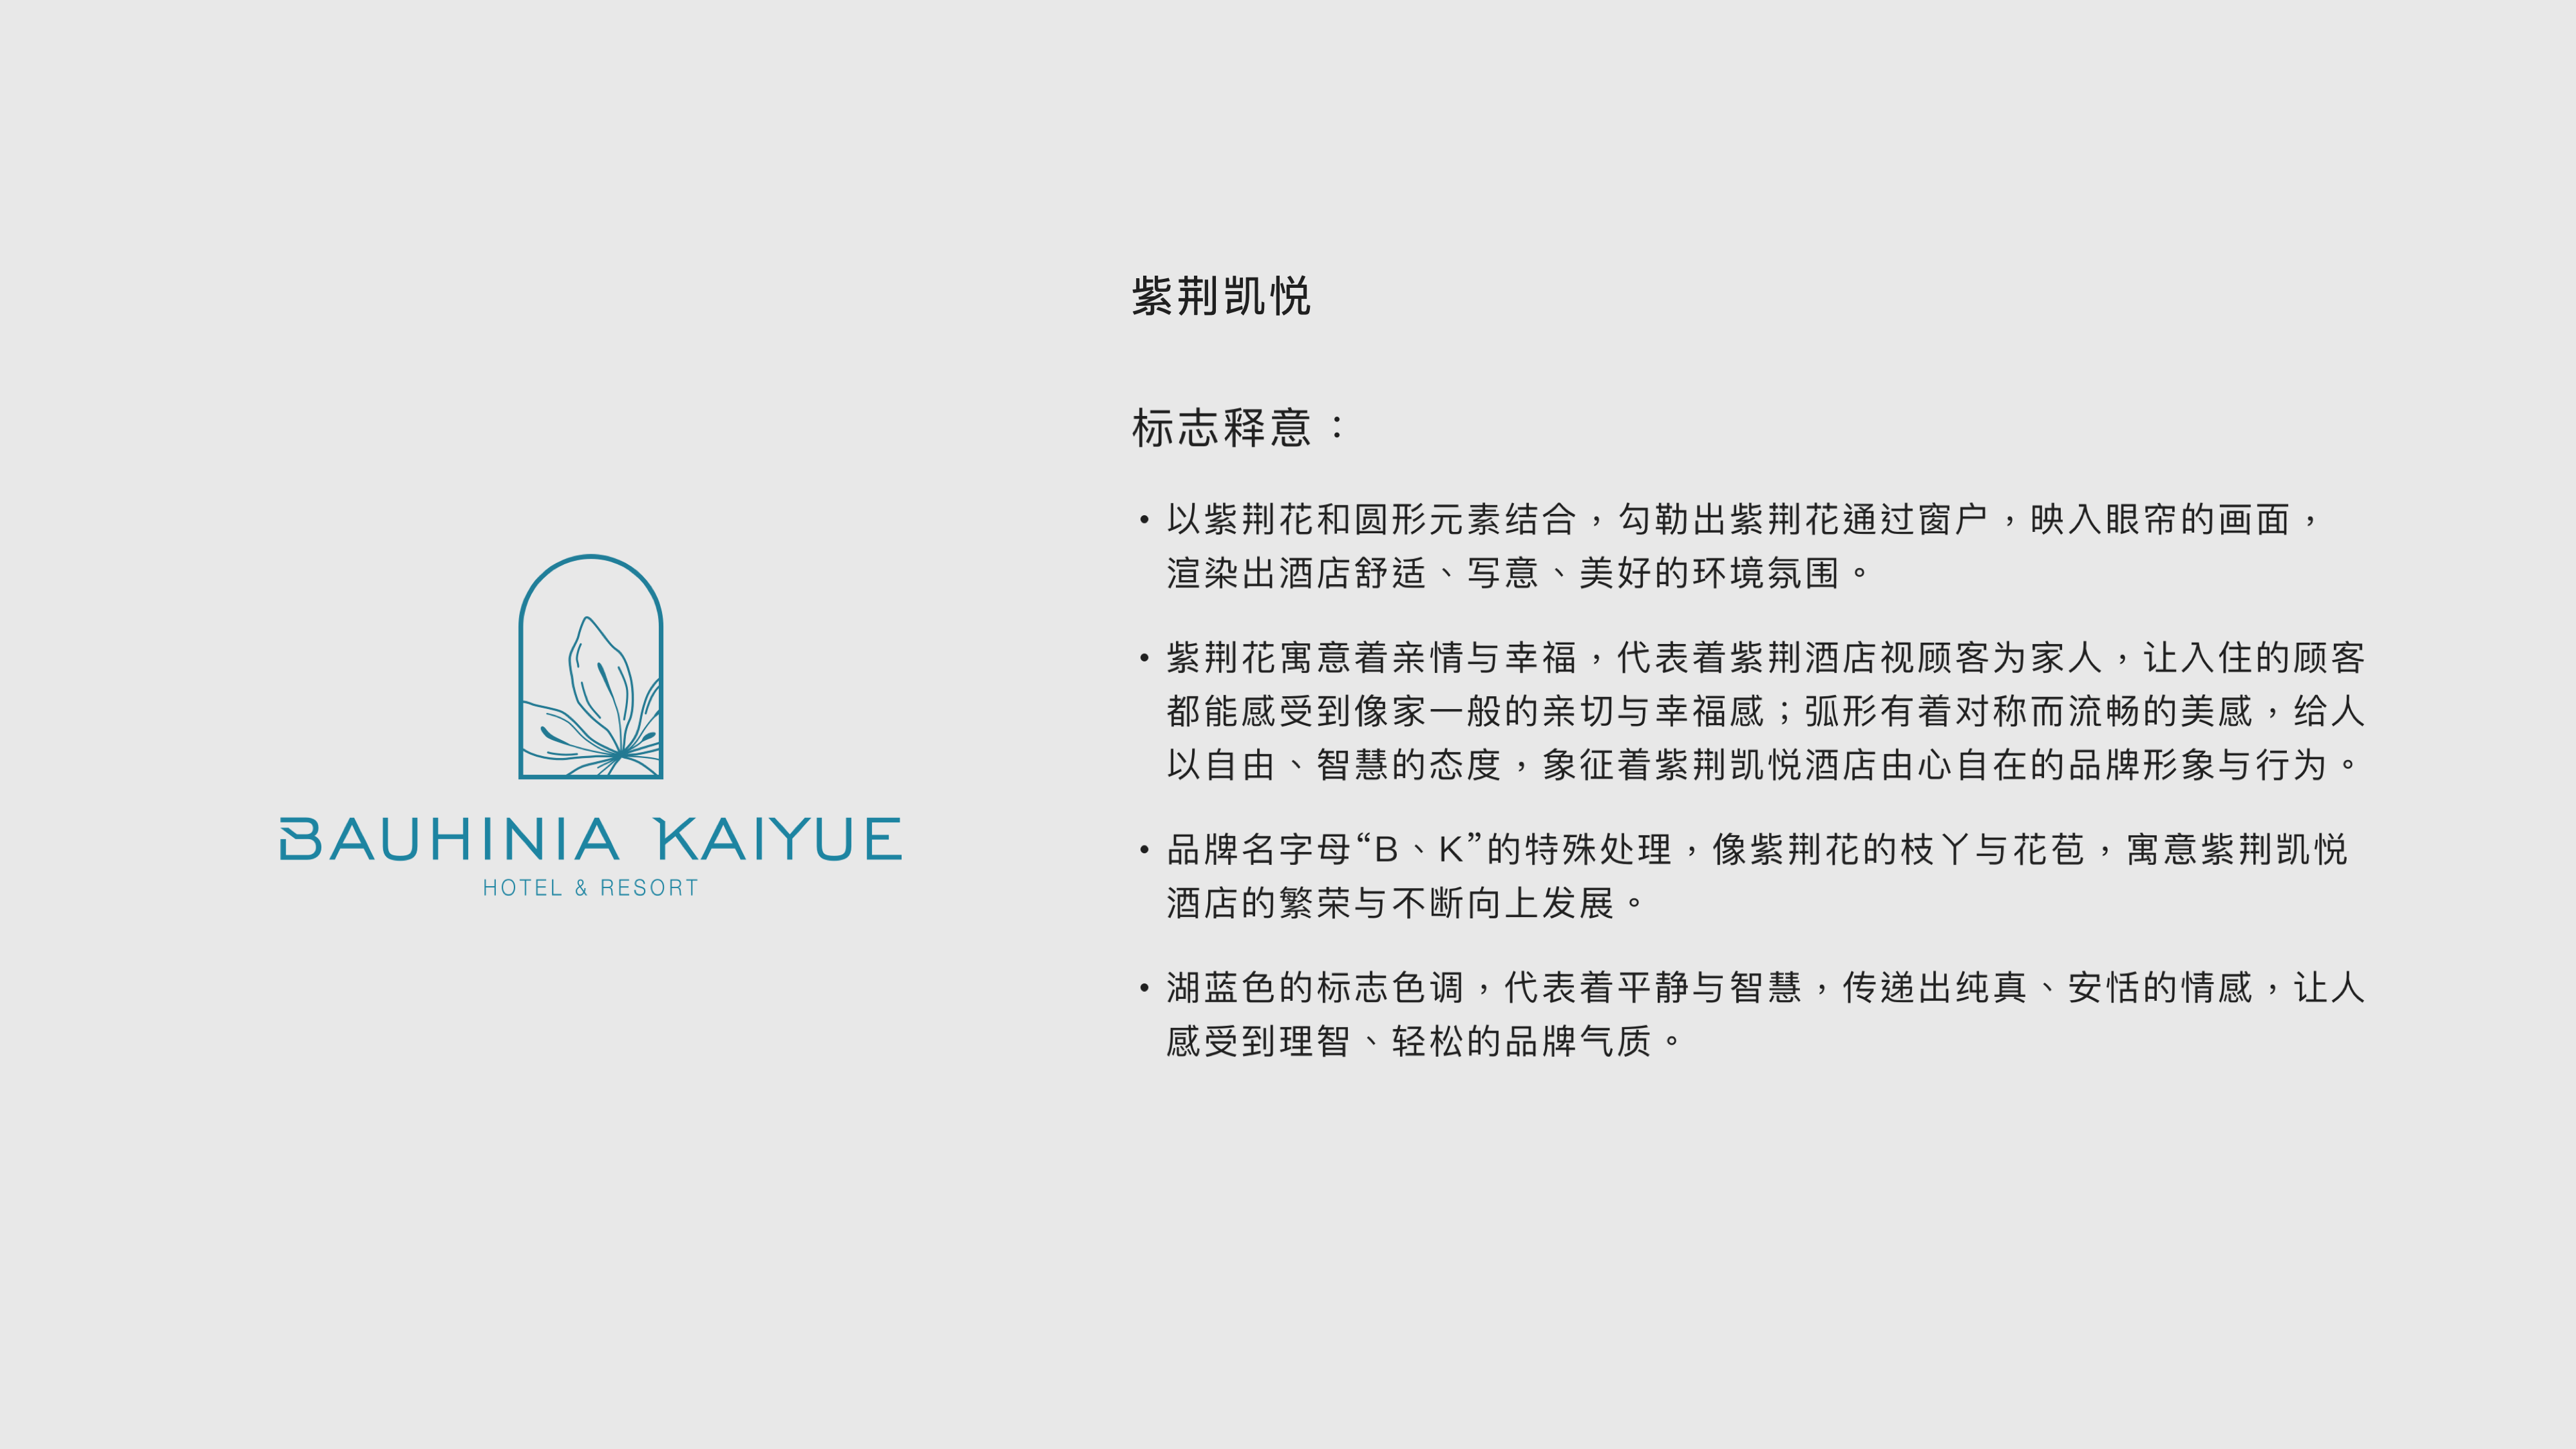 BAUHINIA KAIYUE
HOTEL & RESORT
紫荆凯悦
标志释意：
• 以紫荆花和圆形元素结合，勾勒出紫荆花通过窗户，映入眼帘的画面，
渲染出酒店舒适、写意、美好的环境氛围。
• 紫荆花寓意着亲情与幸福，代表着紫荆酒店视顾客为家人，让入住的顾客
都能感受到像家一般的亲切与幸福感；弧形有着对称而流畅的美感，给人
以自由、智慧的态度，象征着紫荆凯悦酒店由心自在的品牌形象与行为。
• 品牌名字母“B、K”的特殊处理，像紫荆花的枝丫与花苞，寓意紫荆凯悦
酒店的繁荣与不断向上发展。
• 湖蓝色的标志色调，代表着平静与智慧，传递出纯真、安恬的情感，让人
感受到理智、轻松的品牌气质。